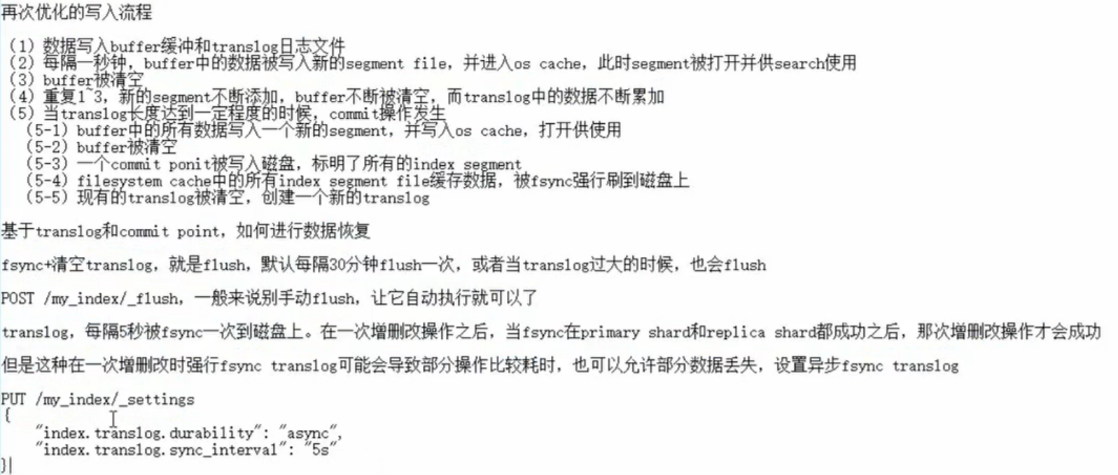 再次优化的写入流程
(1) 数据写入buffer缓冲和translog日志文件
(2) 每隔一秒钟，buffer中的数据被写入新的segment file，并进入os cache，此时segment被打开并供search使用
(3) buffer被清空
(4) 重复1~3，新的segment不断添加，buffer不断被清空，而translog中的数据不断累加
(5) 当translog长度达到一定程度的时候，commit操作发生
(5-1) buffer中的所有数据写入一个新的segment，并写入os cache，打开供使用
(5-2) buffer被清空
(5-3) 一个commit ponit被写入磁盘，标明了所有的index segment
(5-4) filesystem cache中的所有index segment file缓存数据，被fsync强行刷到磁盘上
(5-5) 现有的translog被清空，创建一个新的translog
基于translog和commit point，如何进行数据恢复
fsync+清空translog，就是flush，默认每隔30分钟flush一次，或者当translog过大的时候，也会flush
POST /my_index/_flush，一般来说别手动flush，让它自动执行就可以了
translog，每隔5秒被fsync一次到磁盘上。在一次增删改操作之后，当fsync在primary shard和replica shard都成功之后，那次增删改操作才会成功
但是这种在一次增删改时强行fsync translog可能会导致部分操作比较耗时，也可以允许部分数据丢失，设置异步fsync translog
PUT /my_index/_settings
{
"index.translog.durability": "async",
"index.translog.sync_interval": "5s"
}